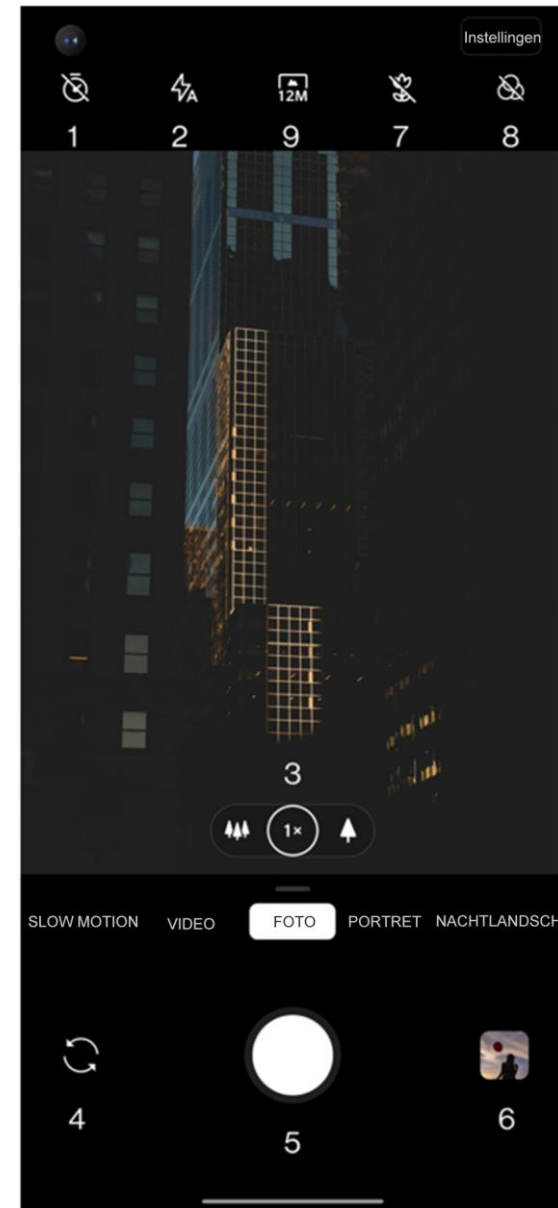 Instellingen
12M
1 2 9 7 8
3
1×
SLOW MOTION VIDEO FOTO PORTRET NACHTLANDSCH
4 5 6